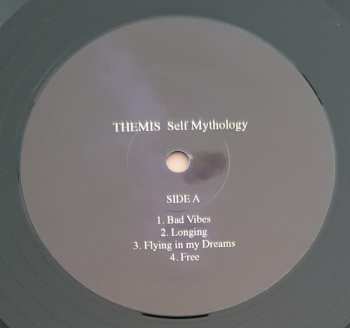 THEMIS Self Mythology
SIDE A
1. Bad Vibes
2. Longing
3. Flying in my Dreams
4. Free